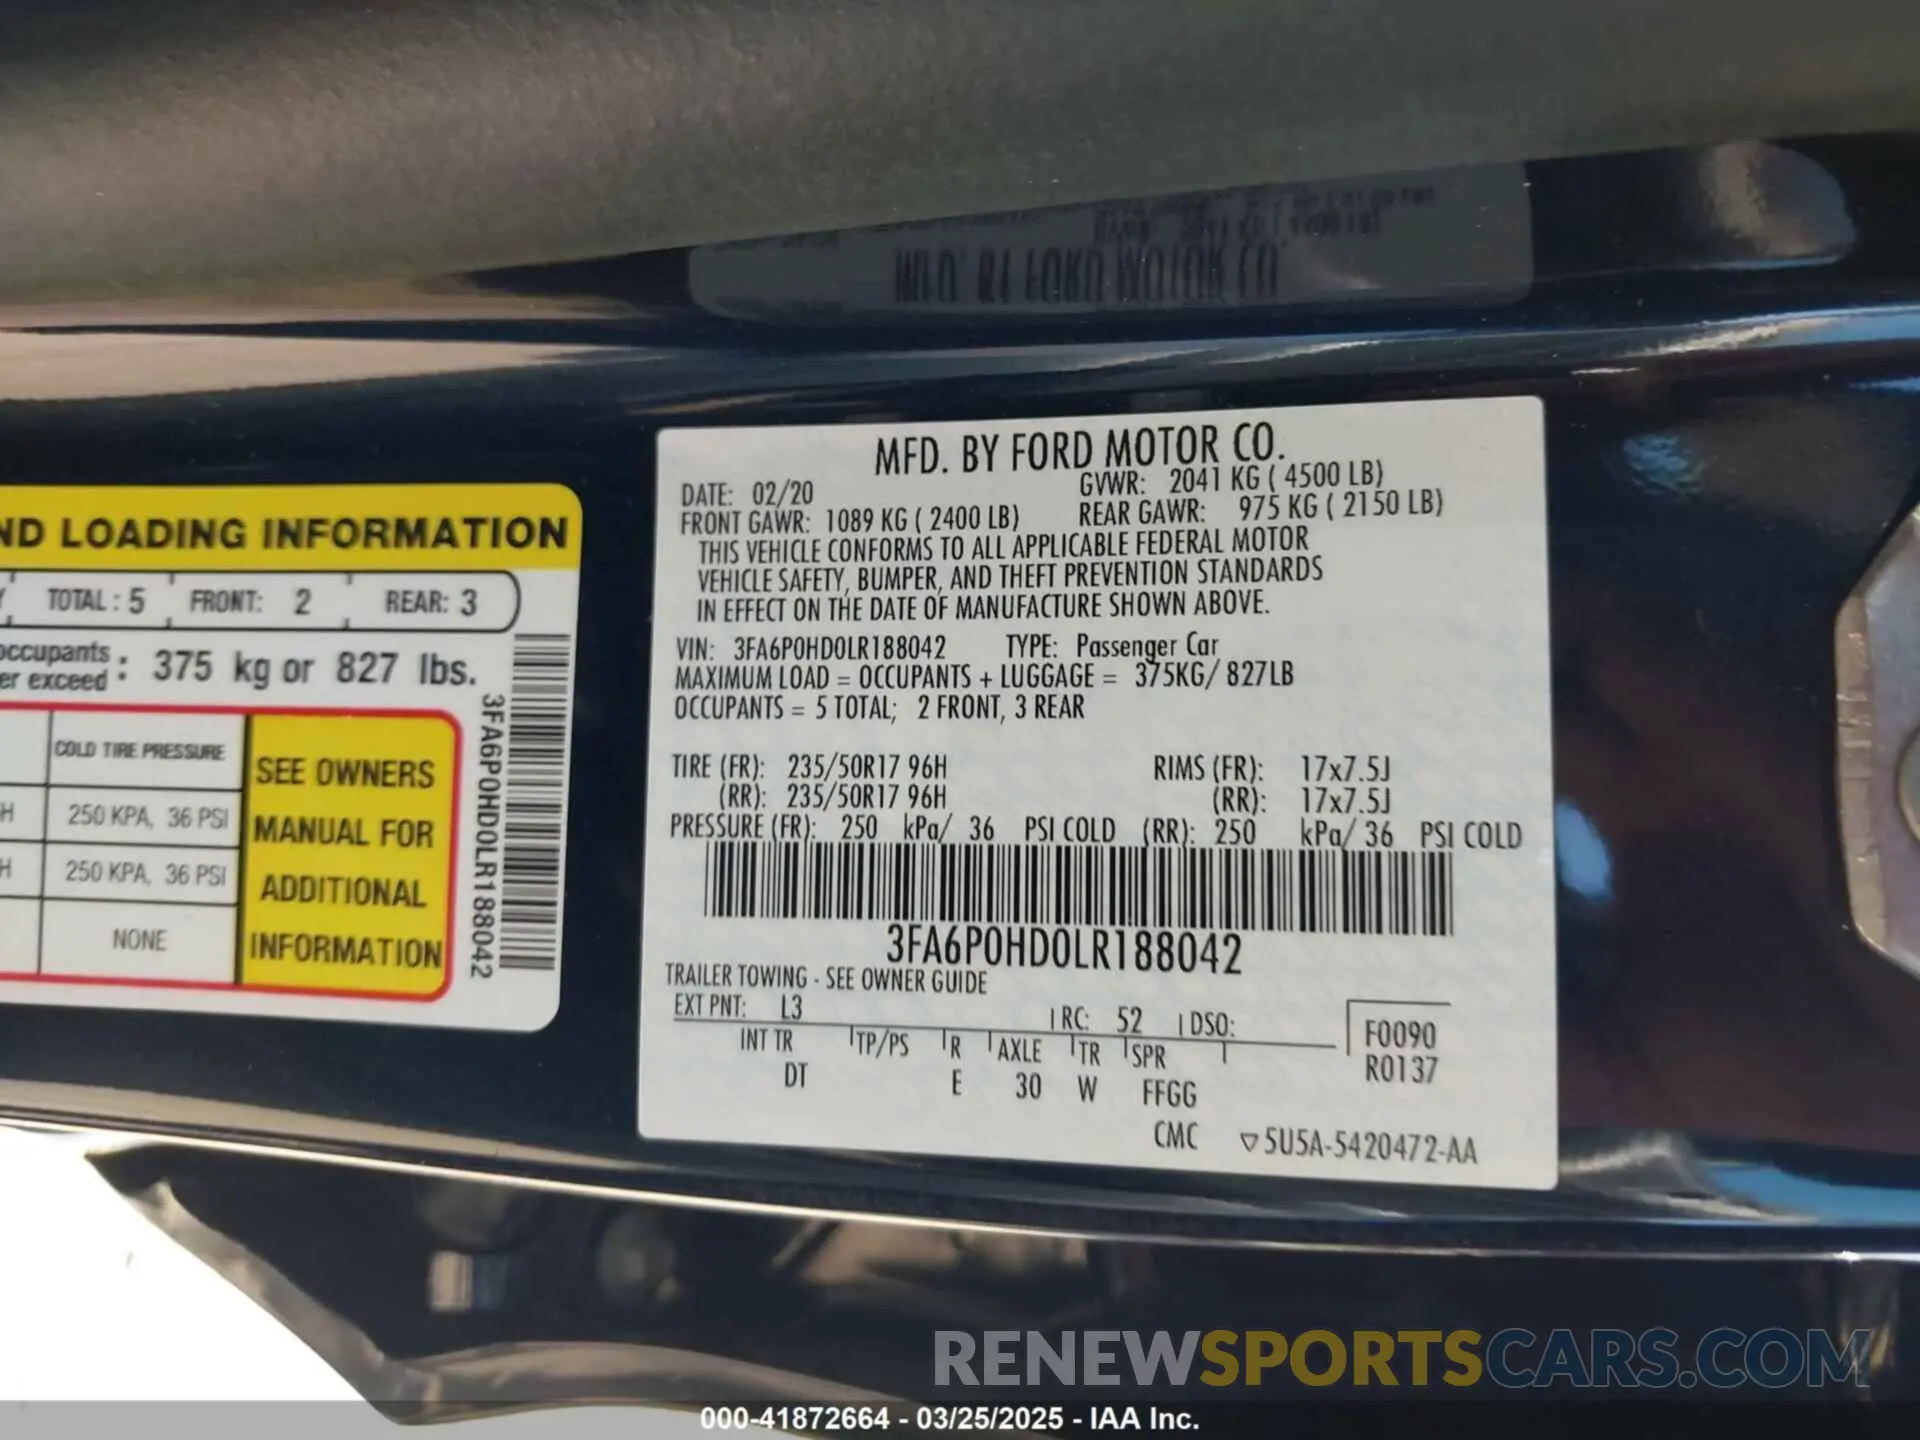 MFD. BY FORD MOTOR CO.
DATE: 02/20
GVWR: 2041 KG ( 4500 LB)
FRONT GAWR: 1089 KG ( 2400 LB)
REAR GAWR: 975 KG ( 2150 LB)
THIS VEHICLE CONFORMS TO ALL APPLICABLE FEDERAL MOTOR
VEHICLE SAFETY, BUMPER, AND THEFT PREVENTION STANDARDS
IN EFFECT ON THE DATE OF MANUFACTURE SHOWN ABOVE.
VIN: 3FA6P0HD0LR188042 TYPE: Passenger Car
MAXIMUM LOAD = OCCUPANTS + LUGGAGE = 375KG/ 827LB
OCCUPANTS = 5 TOTAL; 2 FRONT, 3 REAR
TIRE (FR): 235/50R17 96H RIMS (FR): 17x7.5J
(RR): 235/50R17 96H (RR): 17x7.5J
PRESSURE (FR): 250 kPa/ 36 PSI COLD (RR): 250 kPa/ 36 PSI COLD
3FA6P0HD0LR188042
TRAILER TOWING - SEE OWNER GUIDE
EXT PNT: L3 RC: 52 DSO:
INT TR TP/PS R AXLE TR SPR
DT E 30 W FFGG
F0090
R0137
CMC ▽5U5A-5420472-AA
ND LOADING INFORMATION
TOTAL : 5 FRONT: 2 REAR: 3
occupants
er exceed : 375 kg or 827 lbs.
COLD TIRE PRESSURE
H 250 KPA, 36 PSI
H 250 KPA, 36 PSI
NONE
SEE OWNERS
MANUAL FOR
ADDITIONAL
INFORMATION
3FA6P0HD0LR188042
RENEWSPORTSCARS.COM
000-41872664 - 03/25/2025 - IAA Inc.